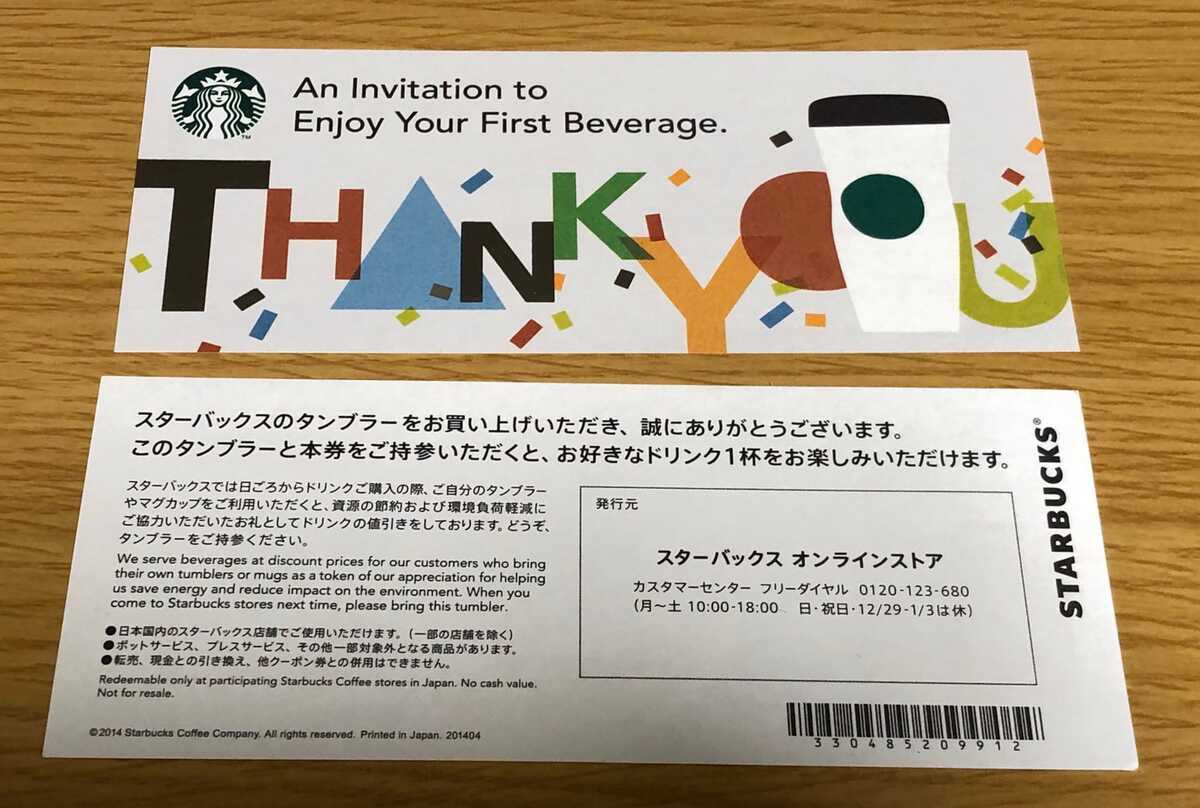 An Invitation to
Enjoy Your First Beverage.
THANK YOU
スターバックスのタンブラーをお買い上げいただき、誠にありがとうございます。
このタンブラーと本券をご持参いただくと、お好きなドリンク1杯をお楽しみいただけます。
スターバックスでは日ごろからドリンクご購入の際、ご自分のタンブラー
やマグカップをご利用いただくと、資源の節約および環境負荷軽減に
ご協力いただいたお礼としてドリンクの値引きをしております。どうぞ、
タンブラーをご持参ください。
We serve beverages at discount prices for our customers who bring
their own tumblers or mugs as a token of our appreciation for helping
us save energy and reduce impact on the environment. When you
come to Starbucks stores next time, please bring this tumbler.
●日本国内のスターバックス店舗でご使用いただけます。(一部の店舗を除く)
●ポットサービス、プレスサービス、その他一部対象外となる商品があります。
●転売、現金との引き換え、他クーポン券との併用はできません。
Redeemable only at participating Starbucks Coffee stores in Japan. No cash value.
Not for resale.
©2014 Starbucks Coffee Company. All rights reserved. Printed in Japan. 201404
発行元
スターバックス オンラインストア
カスタマーセンター フリーダイヤル 0120-123-680
(月～土 10:00-18:00 日・祝日・12/29-1/3は休)
STARBUCKS®
330485209912